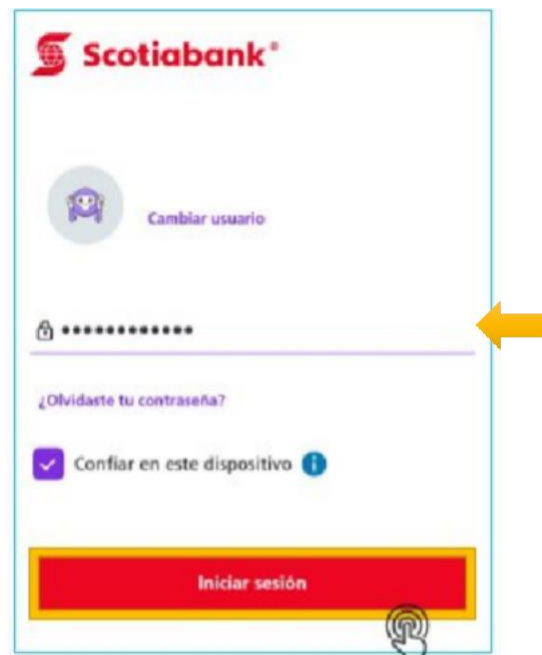 Scotiabank®
Cambiar usuario
••••••••••••
¿Olvidaste tu contraseña?
Confiar en este dispositivo i
Iniciar sesión